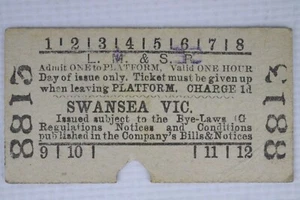 1|2|3|4|5|6|7|8
L. M. & S. R.
Admit ONE to PLATFORM, Valid ONE HOUR
Day of issue only. Ticket must be given up
when leaving PLATFORM. CHARGE 1d
SWANSEA VIC.
Issued subject to the Bye-Laws (G
Regulations Notices and Conditions
published in the Company's Bills & Notices
9|10| |11|12
8813
8813